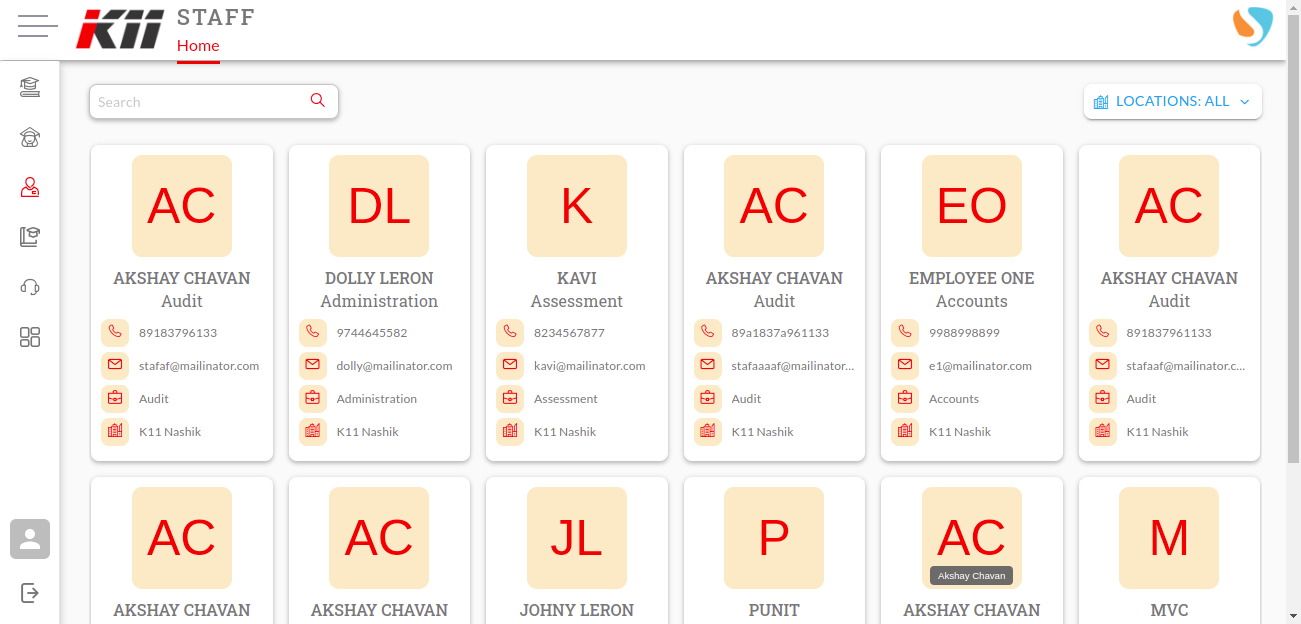 K11
STAFF
Home
Search
LOCATIONS: ALL
AC
DL
K
AC
EO
AC
AKSHAY CHAVAN
DOLLY LERON
KAVI
AKSHAY CHAVAN
EMPLOYEE ONE
AKSHAY CHAVAN
Audit
Administration
Assessment
Audit
Accounts
Audit
89183796133
9744645582
8234567877
89a1837a961133
9988998899
891837961133
stafaf@mailinator.com
dolly@mailinator.com
kavi@mailinator.com
stafaaaaf@mailinator...
e1@mailinator.com
stafaaf@mailinator.c...
Audit
Administration
Assessment
Audit
Accounts
Audit
K11 Nashik
K11 Nashik
K11 Nashik
K11 Nashik
K11 Nashik
K11 Nashik
AC
AC
JL
P
AC
M
Akshay Chavan
AKSHAY CHAVAN
AKSHAY CHAVAN
JOHNY LERON
PUNIT
AKSHAY CHAVAN
MVC